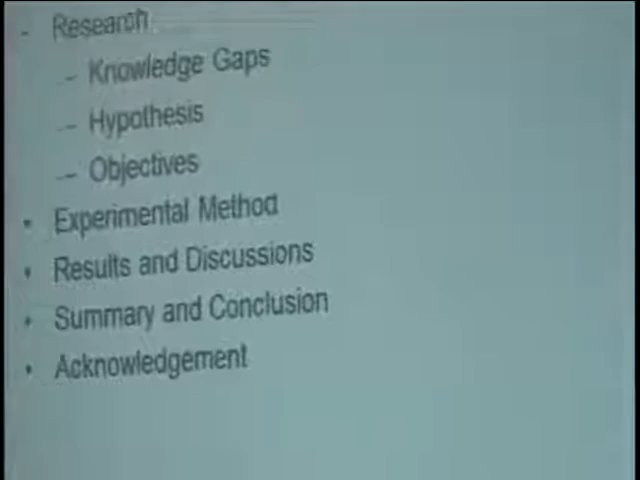 - Research
– Knowledge Gaps
– Hypothesis
– Objectives
• Experimental Method
• Results and Discussions
• Summary and Conclusion
• Acknowledgement